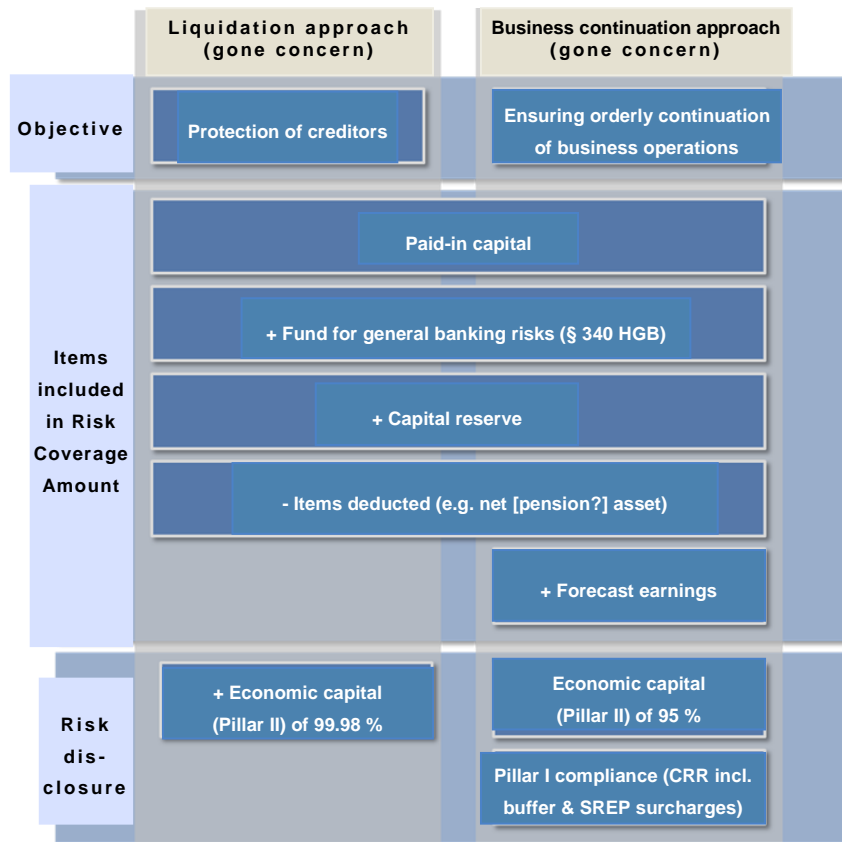 Liquidation approach
(gone concern)
Business continuation approach
(gone concern)
Objective
Protection of creditors
Ensuring orderly continuation
of business operations
Items
included
in Risk
Coverage
Amount
Paid-in capital
+ Fund for general banking risks (§ 340 HGB)
+ Capital reserve
- Items deducted (e.g. net [pension?] asset)
+ Forecast earnings
Risk
dis-
closure
+ Economic capital
(Pillar II) of 99.98 %
Economic capital
(Pillar II) of 95 %
Pillar I compliance (CRR incl.
buffer & SREP surcharges)